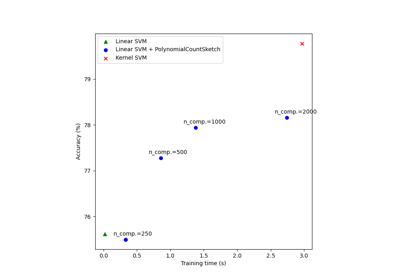 Linear SVM
Linear SVM + PolynomialCountSketch
Kernel SVM
n_comp.=2000
n_comp.=1000
n_comp.=500
n_comp.=250
79
78
77
76
Accuracy (%)
0.0 0.5 1.0 1.5 2.0 2.5 3.0
Training time (s)